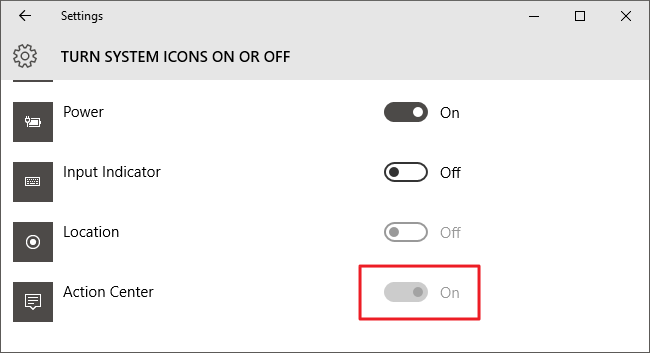 Settings
TURN SYSTEM ICONS ON OR OFF
Power On
Input Indicator Off
Location Off
Action Center On